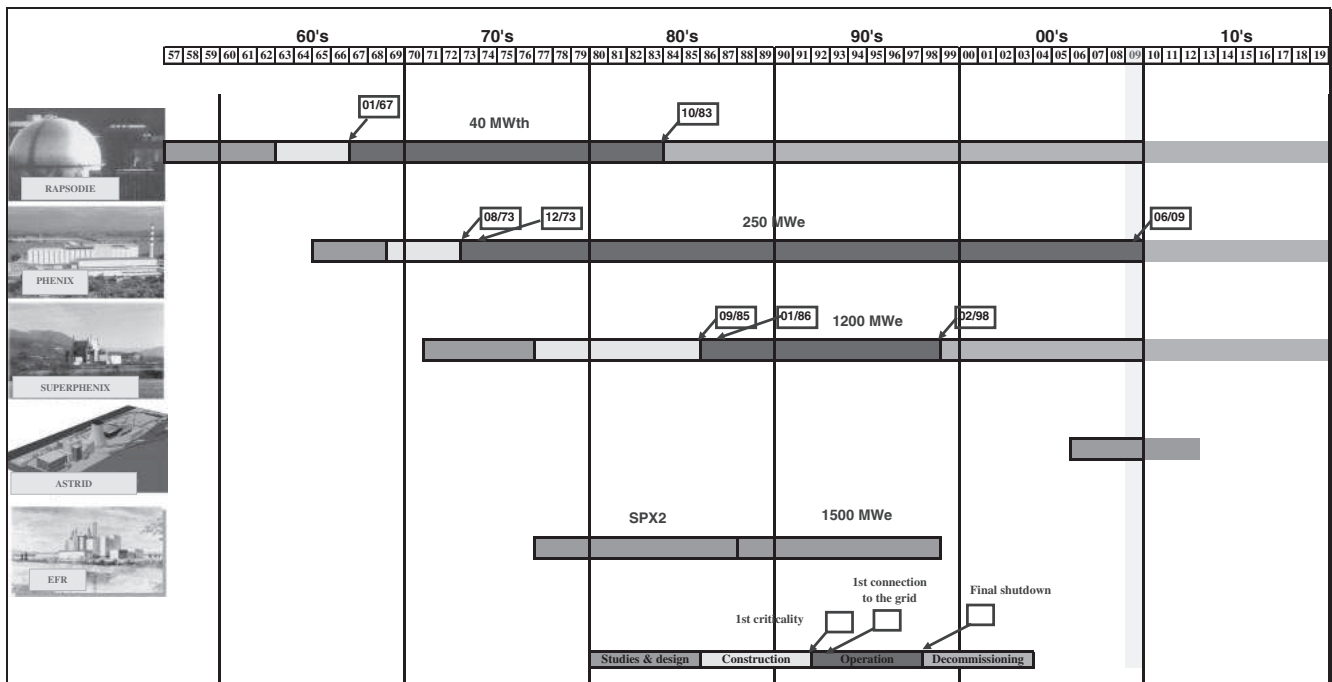 60's 70's 80's 90's 00's 10's
57 58 59 60 61 62 63 64 65 66 67 68 69 70 71 72 73 74 75 76 77 78 79 80 81 82 83 84 85 86 87 88 89 90 91 92 93 94 95 96 97 98 99 00 01 02 03 04 05 06 07 08 09 10 11 12 13 14 15 16 17 18 19
01/67
40 MWth
10/83
RAPSODIE
08/73
12/73
250 MWe
06/09
PHENIX
09/85
01/86
1200 MWe
02/98
SUPERPHENIX
ASTRID
SPX2
1500 MWe
EFR
1st connection
to the grid
Final shutdown
1st criticality
Studies & design
Construction
Operation
Decommissioning